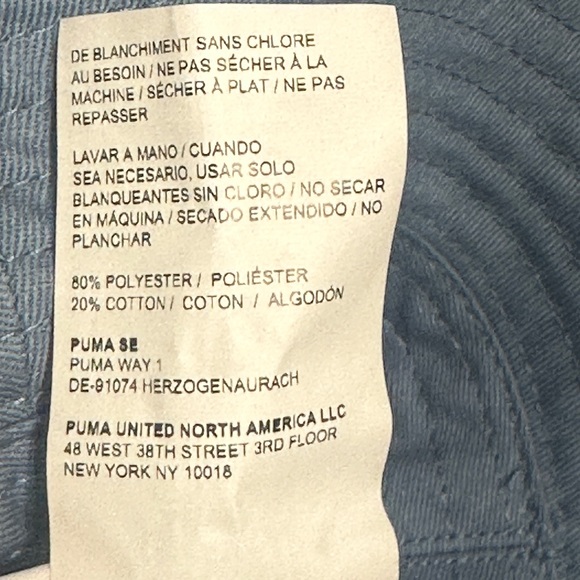 DE BLANCHIMENT SANS CHLORE
AU BESOIN / NE PAS SÉCHER À LA
MACHINE / SÉCHER À PLAT / NE PAS
REPASSER
LAVAR A MANO / CUANDO
SEA NECESARIO, USAR SOLO
BLANQUEANTES SIN CLORO / NO SECAR
EN MÁQUINA / SECADO EXTENDIDO / NO
PLANCHAR
80% POLYESTER / POLIÉSTER
20% COTTON / COTON / ALGODÓN
PUMA SE
PUMA WAY 1
DE-91074 HERZOGENAURACH
PUMA UNITED NORTH AMERICA LLC
48 WEST 38TH STREET 3RD FLOOR
NEW YORK NY 10018